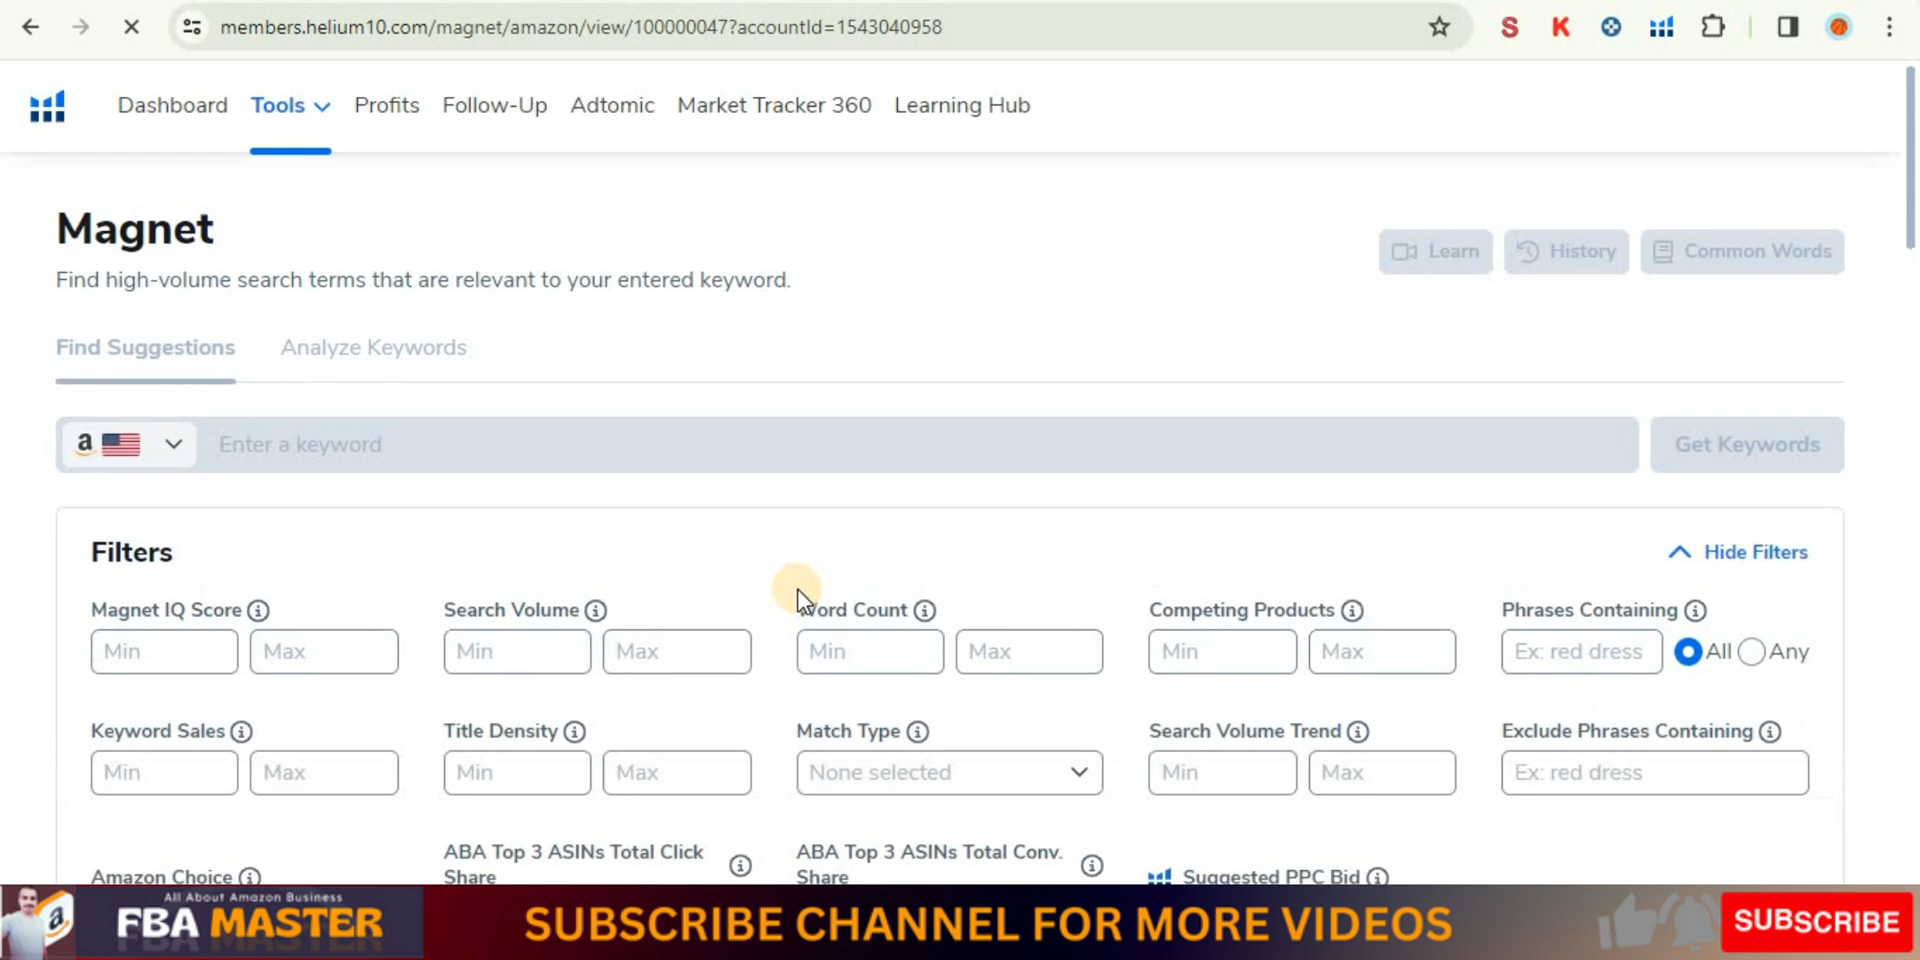 members.helium10.com/magnet/amazon/view/100000047?accountId=1543040958
S K
Dashboard Tools Profits Follow-Up Adtomic Market Tracker 360 Learning Hub
Magnet
Learn History Common Words
Find high-volume search terms that are relevant to your entered keyword.
Find Suggestions Analyze Keywords
a Enter a keyword Get Keywords
Filters Hide Filters
Magnet IQ Score Search Volume Word Count Competing Products Phrases Containing
Min Max Min Max Min Max Min Max Ex: red dress All Any
Keyword Sales Title Density Match Type Search Volume Trend Exclude Phrases Containing
Min Max Min Max None selected Min Max Ex: red dress
Amazon Choice ABA Top 3 ASINs Total Click Share ABA Top 3 ASINs Total Conv. Share Suggested PPC Bid
All About Amazon Business
a FBA MASTER SUBSCRIBE CHANNEL FOR MORE VIDEOS SUBSCRIBE